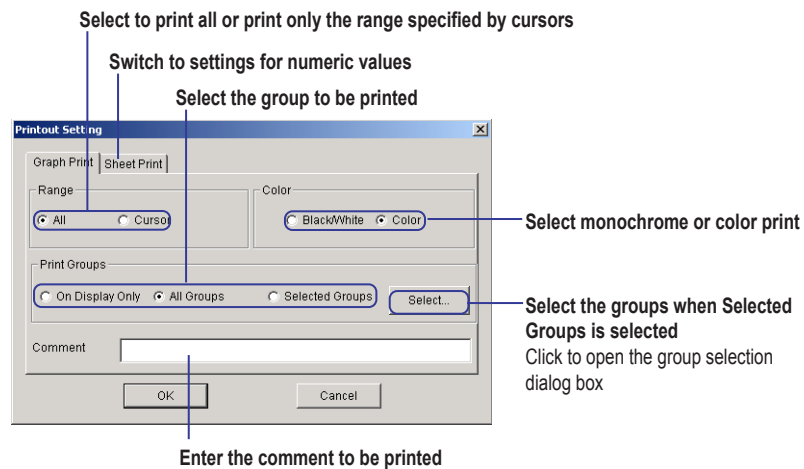 Select to print all or print only the range specified by cursors
Switch to settings for numeric values
Select the group to be printed
Printout Setting
Graph Print
Sheet Print
Range
Color
All
Cursor
Black/White
Color
Select monochrome or color print
Print Groups
On Display Only
All Groups
Selected Groups
Select...
Select the groups when Selected
Groups is selected
Click to open the group selection
dialog box
Comment
OK
Cancel
Enter the comment to be printed